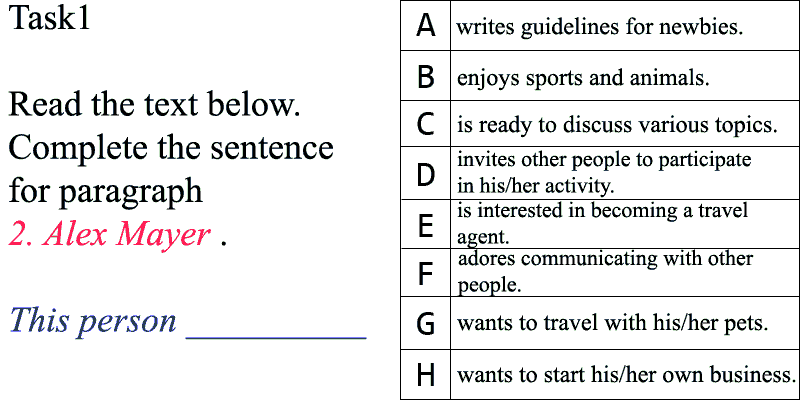 Task1
Read the text below.
Complete the sentence
for paragraph
2. Alex Mayer .
This person ___________
A writes guidelines for newbies.
B enjoys sports and animals.
C is ready to discuss various topics.
D invites other people to participate
in his/her activity.
E is interested in becoming a travel
agent.
F adores communicating with other
people.
G wants to travel with his/her pets.
H wants to start his/her own business.